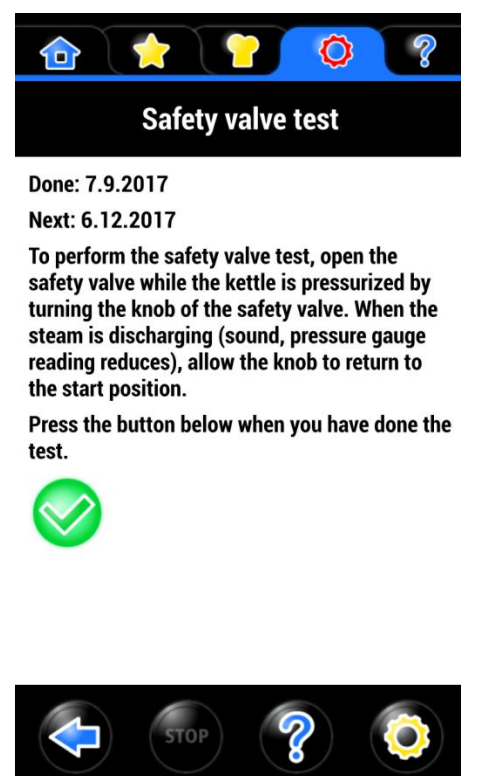 Safety valve test
Done: 7.9.2017
Next: 6.12.2017
To perform the safety valve test, open the
safety valve while the kettle is pressurized by
turning the knob of the safety valve. When the
steam is discharging (sound, pressure gauge
reading reduces), allow the knob to return to
the start position.
Press the button below when you have done the
test.
STOP